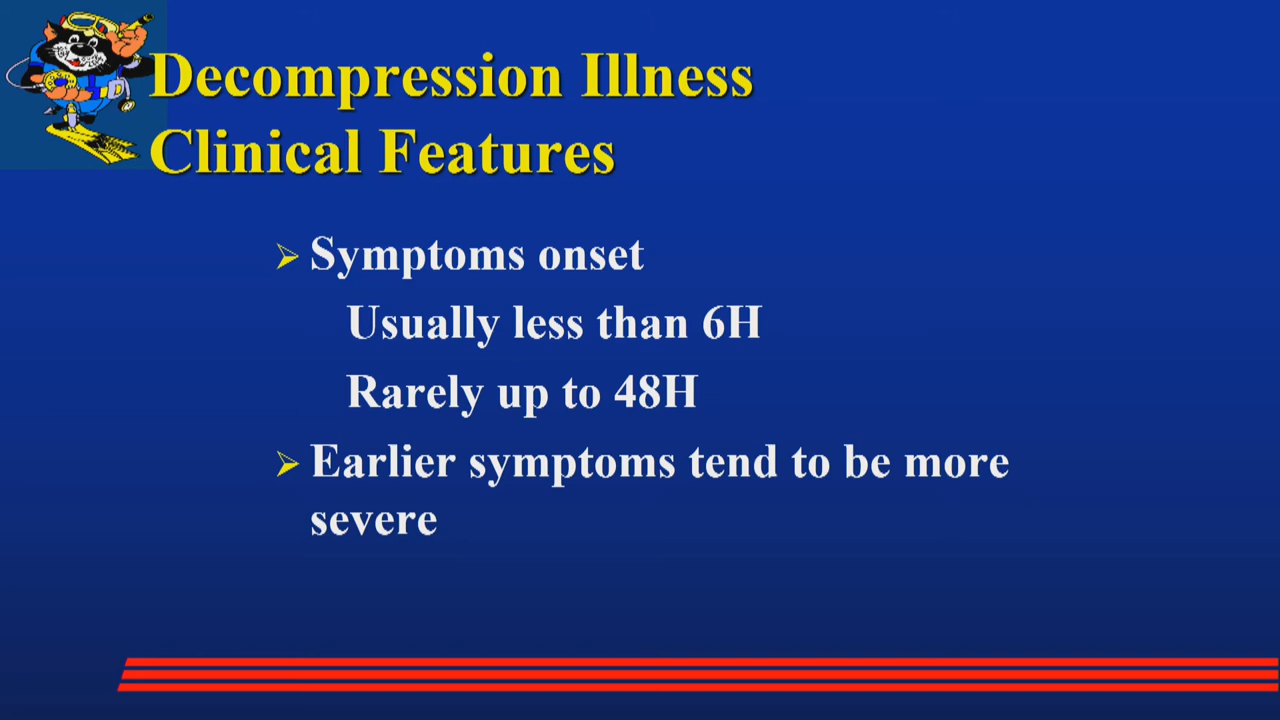 Decompression Illness
Clinical Features
Symptoms onset
Usually less than 6H
Rarely up to 48H
Earlier symptoms tend to be more
severe